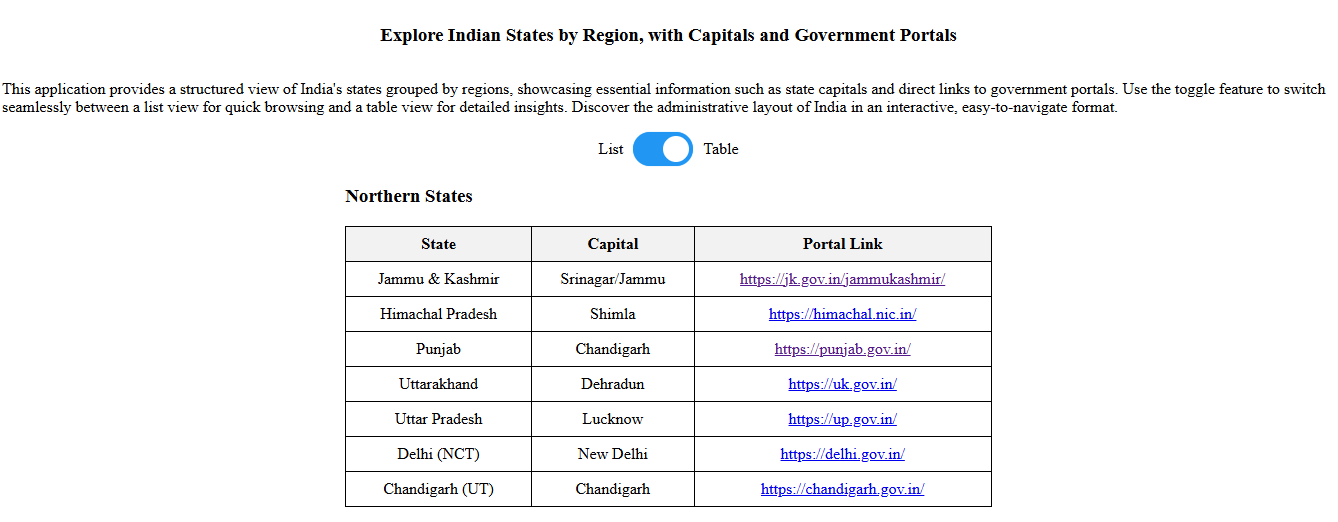 Explore Indian States by Region, with Capitals and Government Portals
This application provides a structured view of India's states grouped by regions, showcasing essential information such as state capitals and direct links to government portals. Use the toggle feature to switch
seamlessly between a list view for quick browsing and a table view for detailed insights. Discover the administrative layout of India in an interactive, easy-to-navigate format.
List Table
Northern States
State Capital Portal Link
Jammu & Kashmir Srinagar/Jammu https://jk.gov.in/jammukashmir/
Himachal Pradesh Shimla https://himachal.nic.in/
Punjab Chandigarh https://punjab.gov.in/
Uttarakhand Dehradun https://uk.gov.in/
Uttar Pradesh Lucknow https://up.gov.in/
Delhi (NCT) New Delhi https://delhi.gov.in/
Chandigarh (UT) Chandigarh https://chandigarh.gov.in/